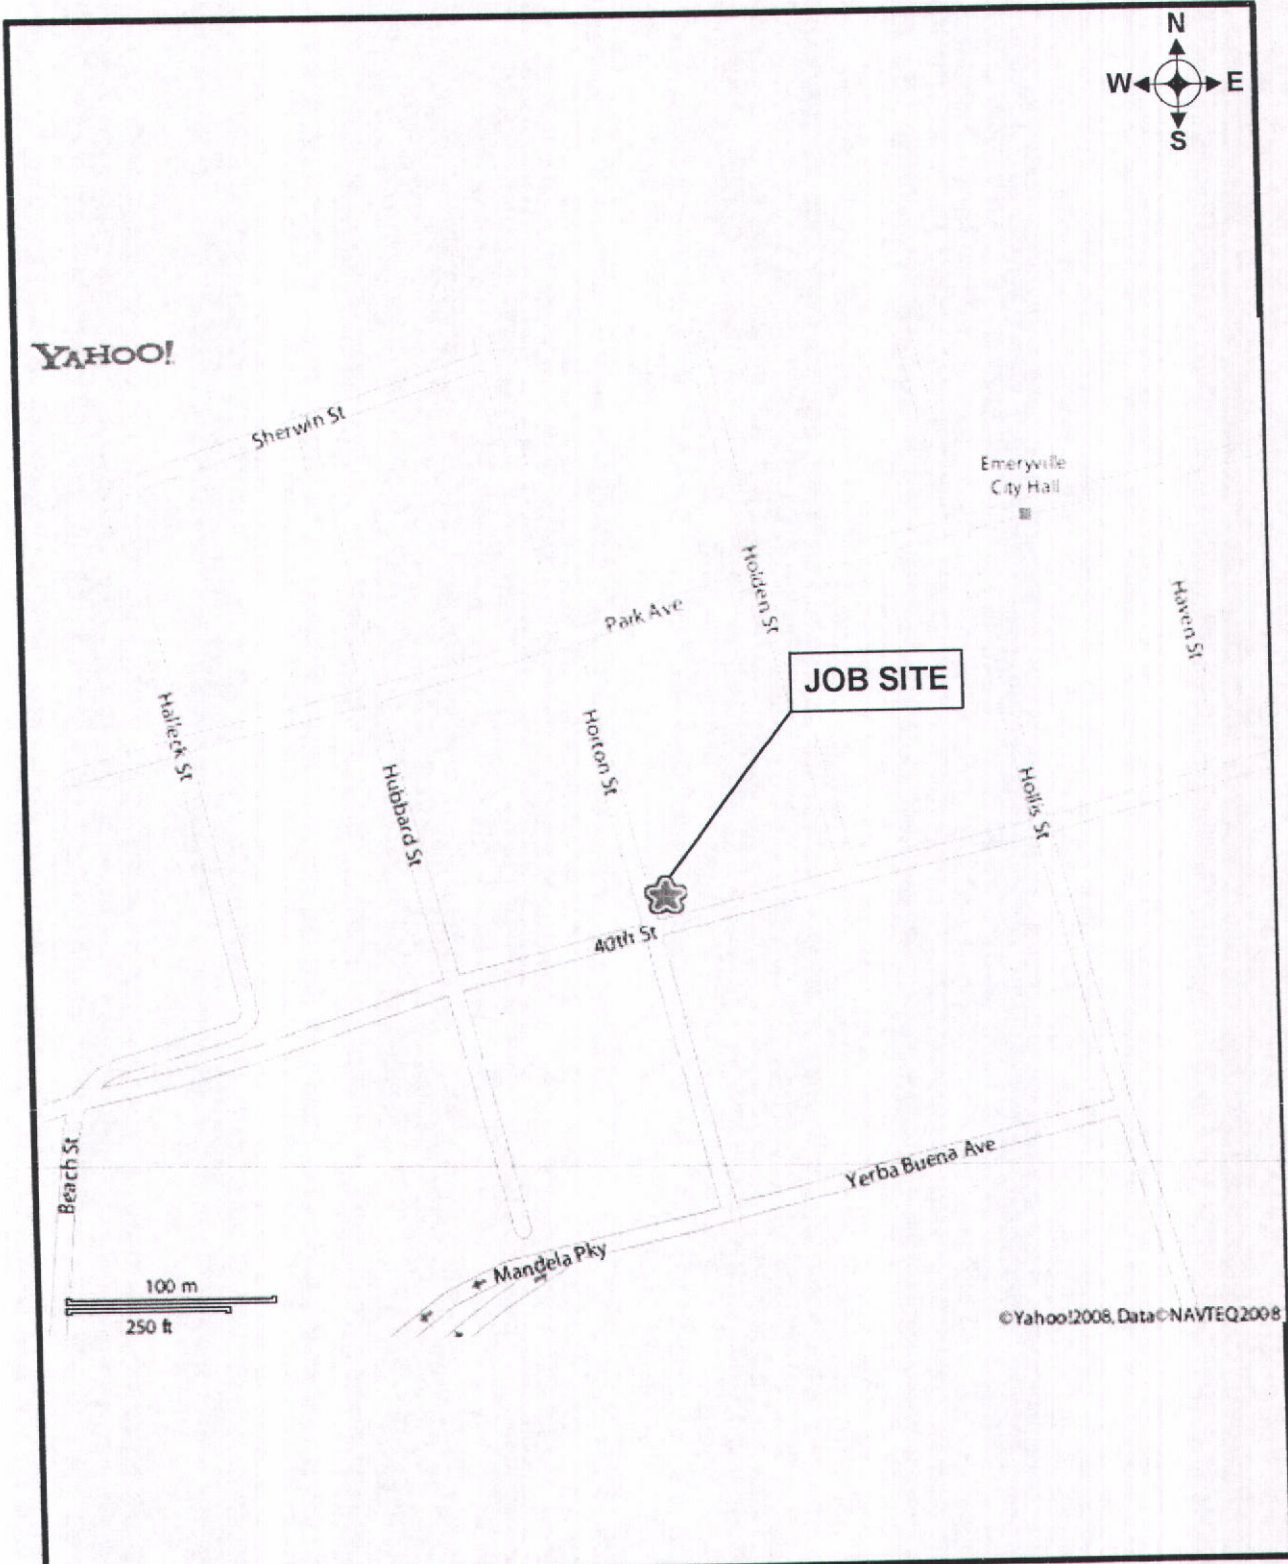 N
W E
S
YAHOO!
Sherwin St
Emeryville
City Hall
Holden St
Haven St
Park Ave
JOB SITE
Halleck St
Horton St
Hubbard St
Hollis St
40th St
Beach St
Yerba Buena Ave
Mandela Pky
100 m
250 ft
©Yahoo!2008, Data©NAVTEQ2008